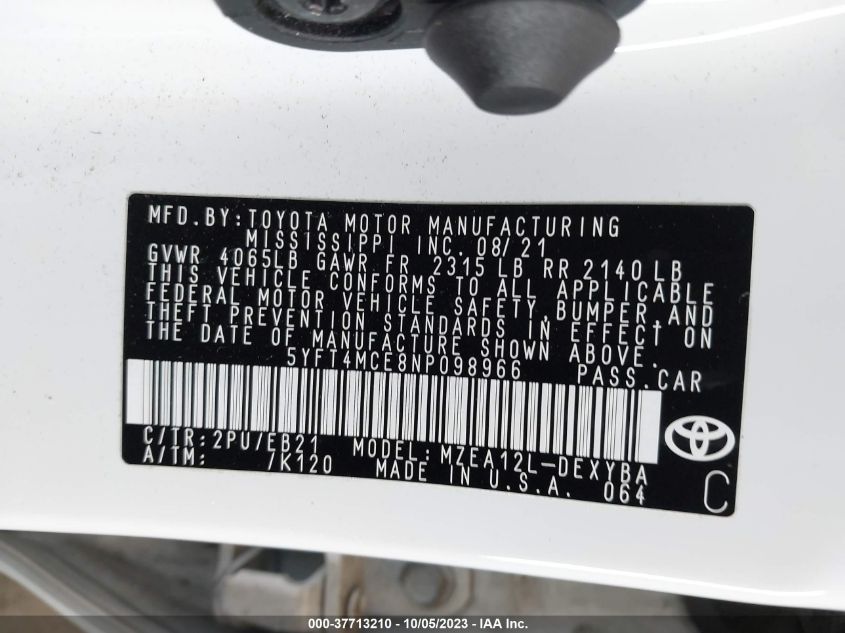 MFD.BY:TOYOTA MOTOR MANUFACTURING
MISSISSIPPI INC. 08/21
GVWR 4065LB GAWR FR 2315 LB RR 2140 LB
THIS VEHICLE CONFORMS TO ALL APPLICABLE
FEDERAL MOTOR VEHICLE SAFETY,BUMPER,AND
THEFT PREVENTION STANDARDS IN EFFECT ON
THE DATE OF MANUFACTURE SHOWN ABOVE.
5YFT4MCE8NP098966 PASS.CAR
C/TR:2PU/EB21 MODEL:MZEA12L-DEXYBA
A/TM: /K120 MADE IN U.S.A. 064
C
000-37713210 - 10/05/2023 - IAA Inc.